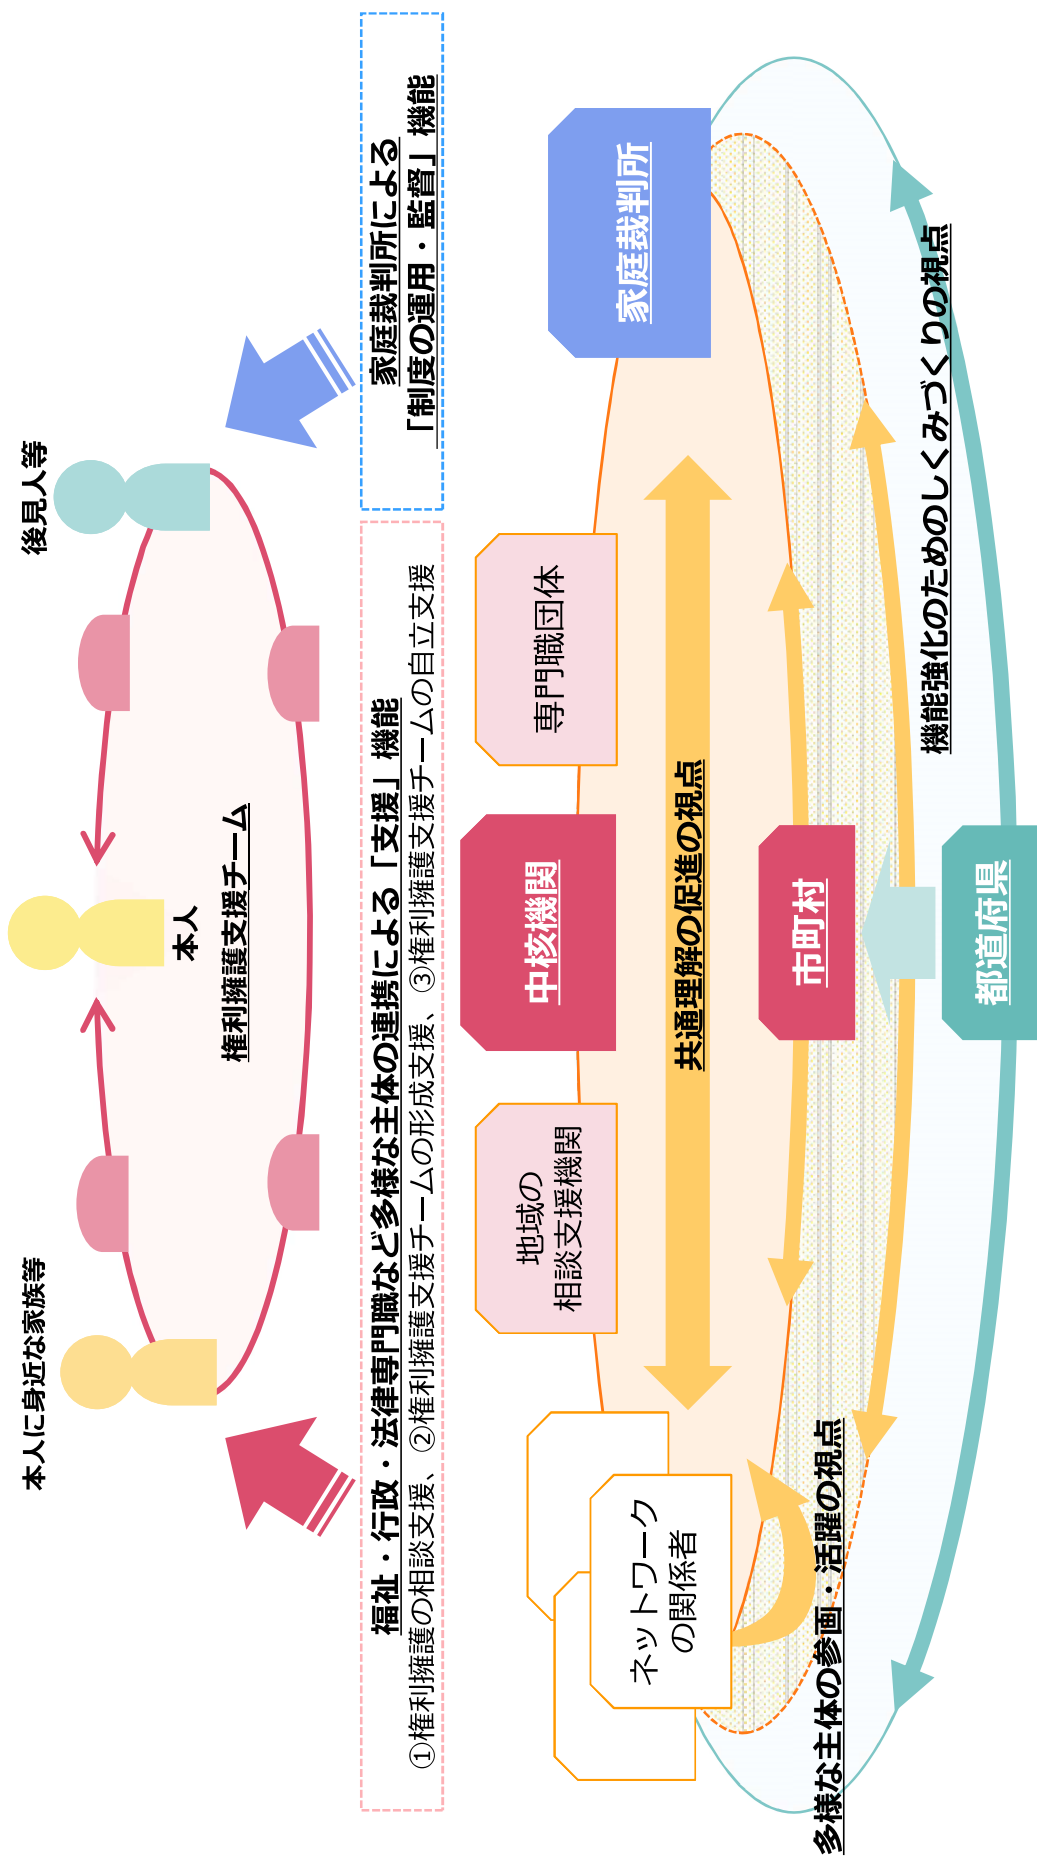 本人に身近な家族等
後見人等
本人
権利擁護支援チーム
福祉・行政・法律専門職など多様な主体の連携による「支援」機能
①権利擁護の相談支援、②権利擁護支援チームの形成支援、③権利擁護支援チームの自立支援
家庭裁判所による
「制度の運用・監督」機能
ネットワーク
の関係者
地域の
相談支援機関
中核機関
専門職団体
家庭裁判所
共通理解の促進の視点
市町村
多様な主体の参画・活躍の視点
機能強化のためのしくみづくりの視点
都道府県